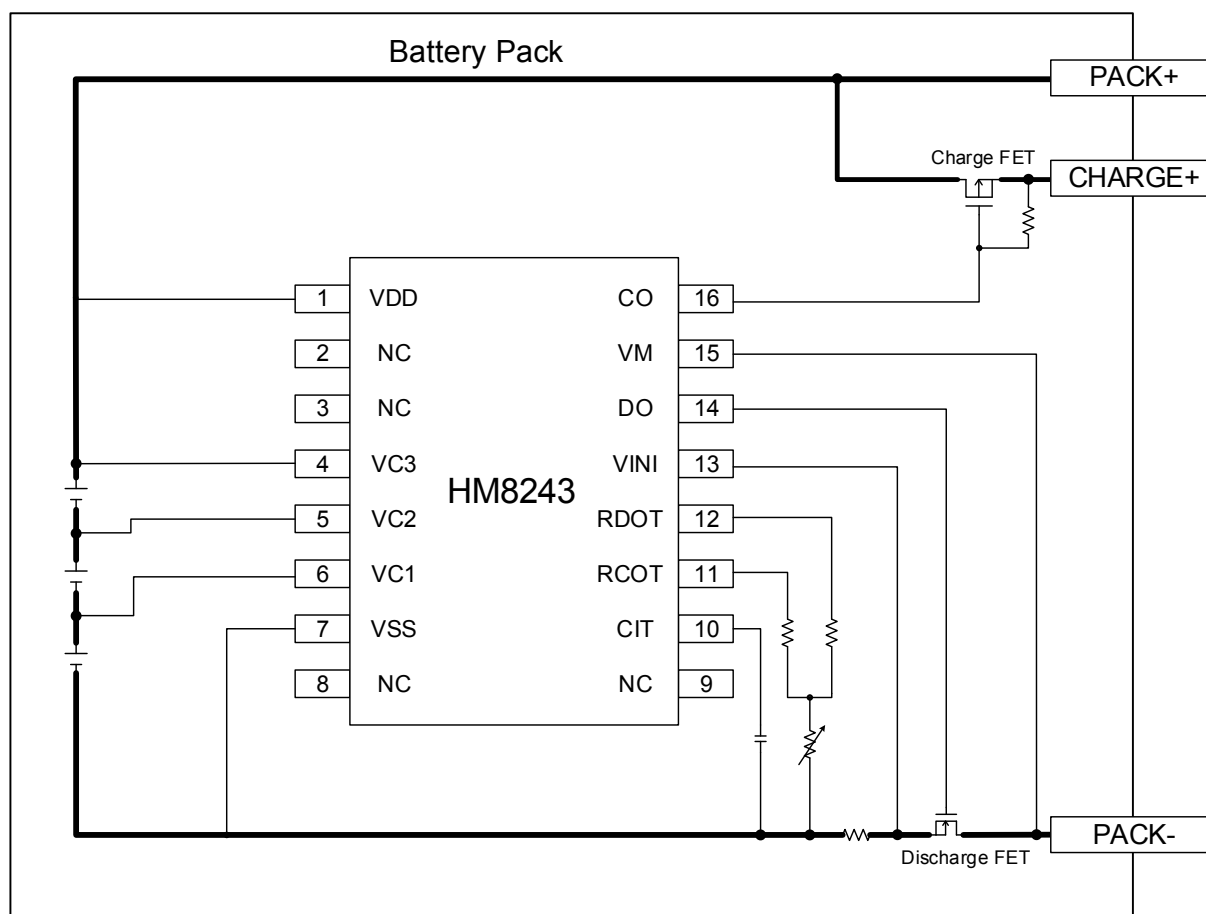 Battery Pack
PACK+
Charge FET
CHARGE+
1 VDD CO 16
2 NC VM 15
3 NC DO 14
4 VC3 VINI 13
HM8243
5 VC2 RDOT 12
6 VC1 RCOT 11
7 VSS CIT 10
8 NC NC 9
PACK-
Discharge FET